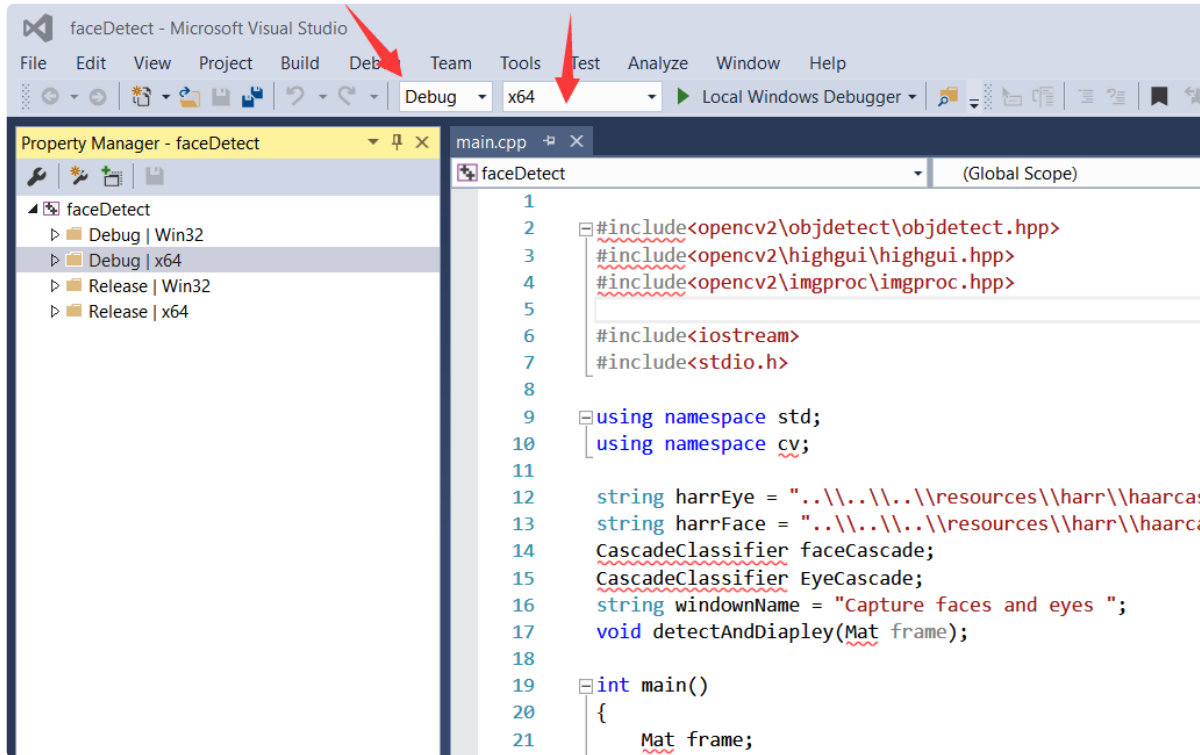 faceDetect - Microsoft Visual Studio
File Edit View Project Build Team Tools Test Analyze Window Help
Debug x64 Local Windows Debugger
Property Manager - faceDetect
faceDetect
Debug | Win32
Debug | x64
Release | Win32
Release | x64
main.cpp
faceDetect (Global Scope)
1
2 #include<opencv2\objdetect\objdetect.hpp>
3 #include<opencv2\highgui\highgui.hpp>
4 #include<opencv2\imgproc\imgproc.hpp>
5
6 #include<iostream>
7 #include<stdio.h>
8
9 using namespace std;
10 using namespace cv;
11
12 string harrEye = "..\\..\\..\\resources\\harr\\haarcas
13 string harrFace = "..\\..\\..\\resources\\harr\\haarca
14 CascadeClassifier faceCascade;
15 CascadeClassifier EyeCascade;
16 string windownName = "Capture faces and eyes ";
17 void detectAndDiapley(Mat frame);
18
19 int main()
20 {
21 Mat frame;